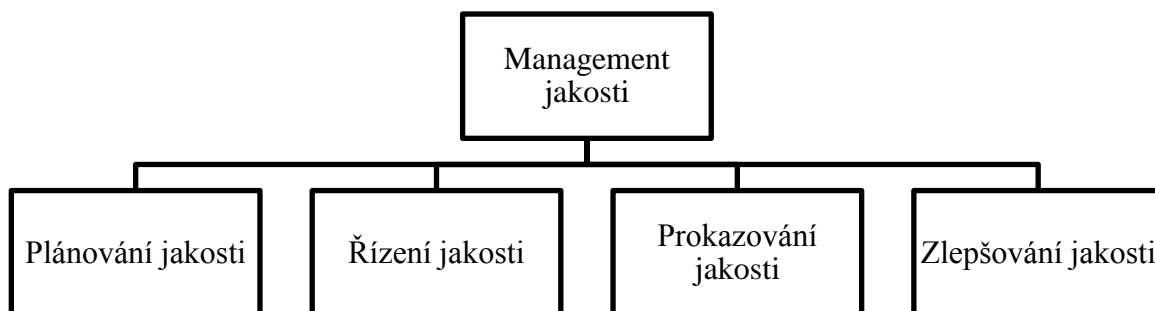 Management
jakosti
Plánování jakosti
Řízení jakosti
Prokazování
jakosti
Zlepšování jakosti